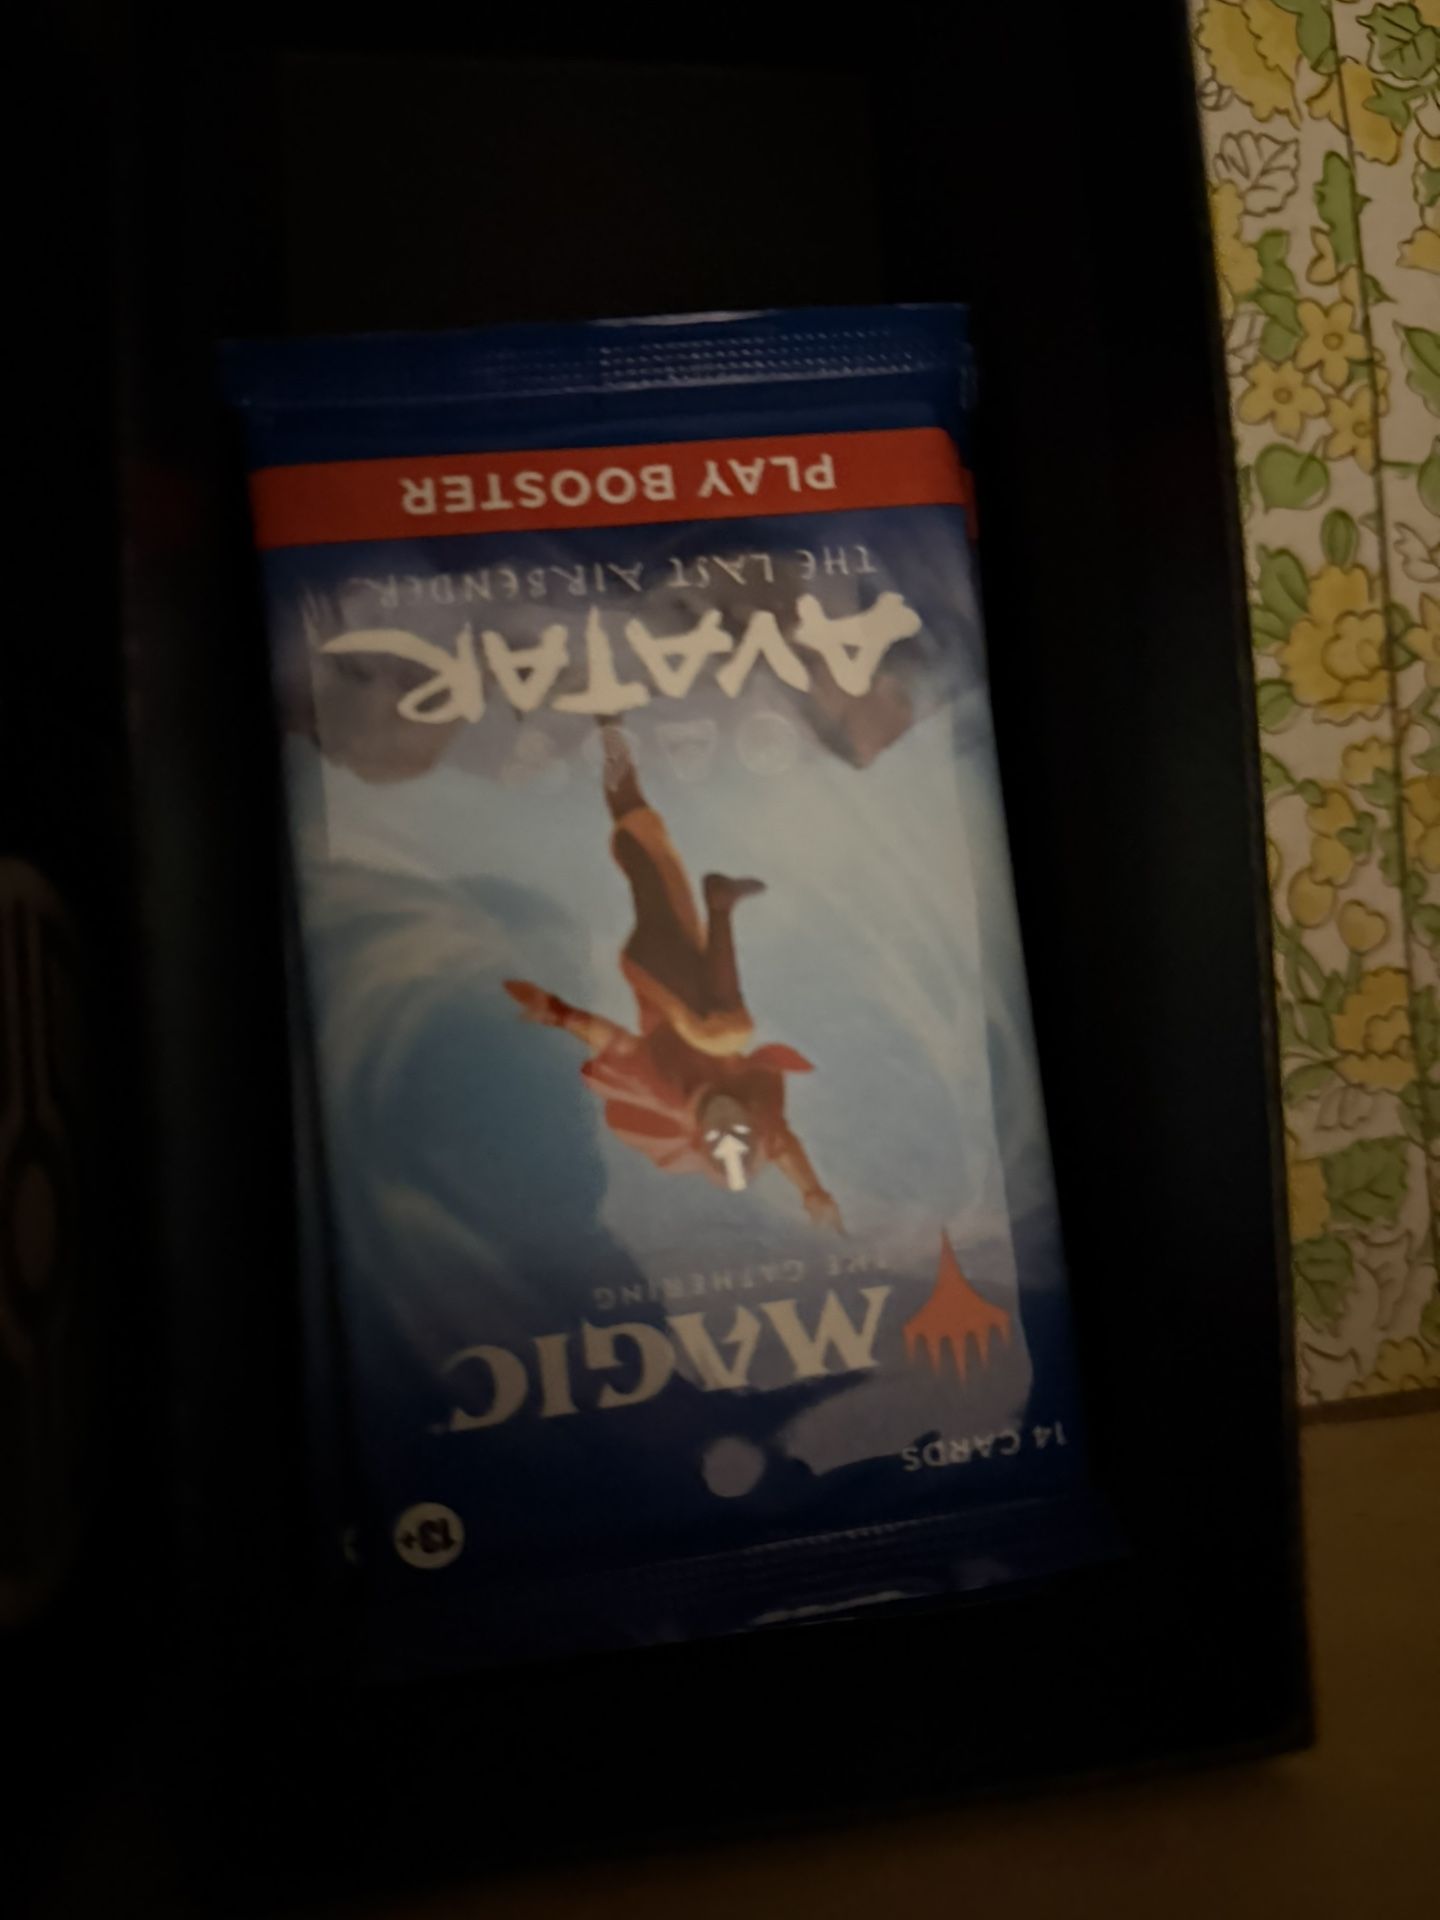 14 CARDS
13+
MAGIC
THE GATHERING
AVATAR
THE LAST AIRBENDER
PLAY BOOSTER